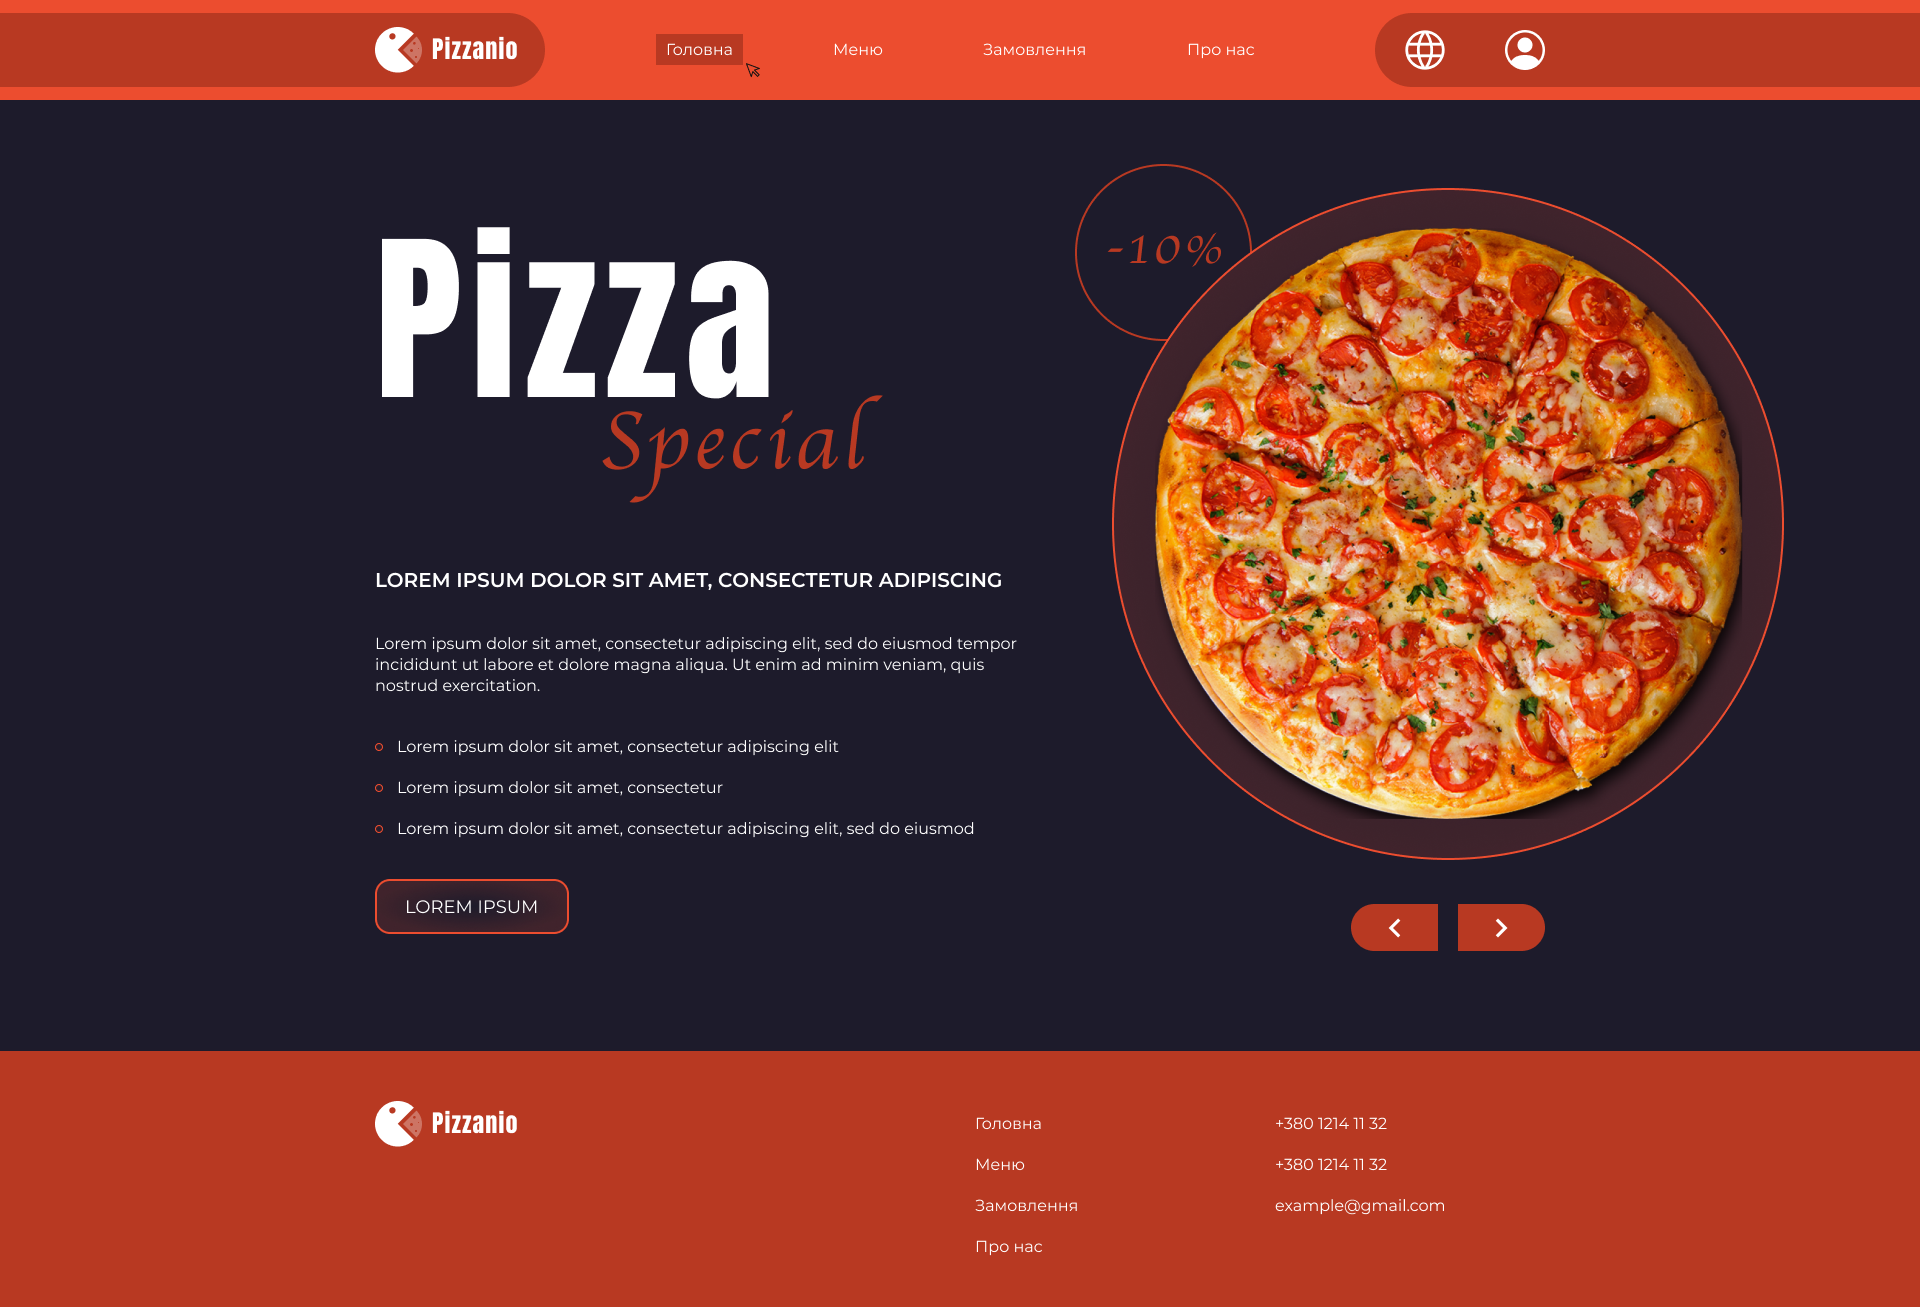 Pizzanio
Головна
Меню
Замовлення
Про нас
-10%
Pizza
Special
LOREM IPSUM DOLOR SIT AMET, CONSECTETUR ADIPISCING
Lorem ipsum dolor sit amet, consectetur adipiscing elit, sed do eiusmod tempor
incididunt ut labore et dolore magna aliqua. Ut enim ad minim veniam, quis
nostrud exercitation.
Lorem ipsum dolor sit amet, consectetur adipiscing elit
Lorem ipsum dolor sit amet, consectetur
Lorem ipsum dolor sit amet, consectetur adipiscing elit, sed do eiusmod
LOREM IPSUM
Pizzanio
Головна
Меню
Замовлення
Про нас
+380 1214 11 32
+380 1214 11 32
example@gmail.com